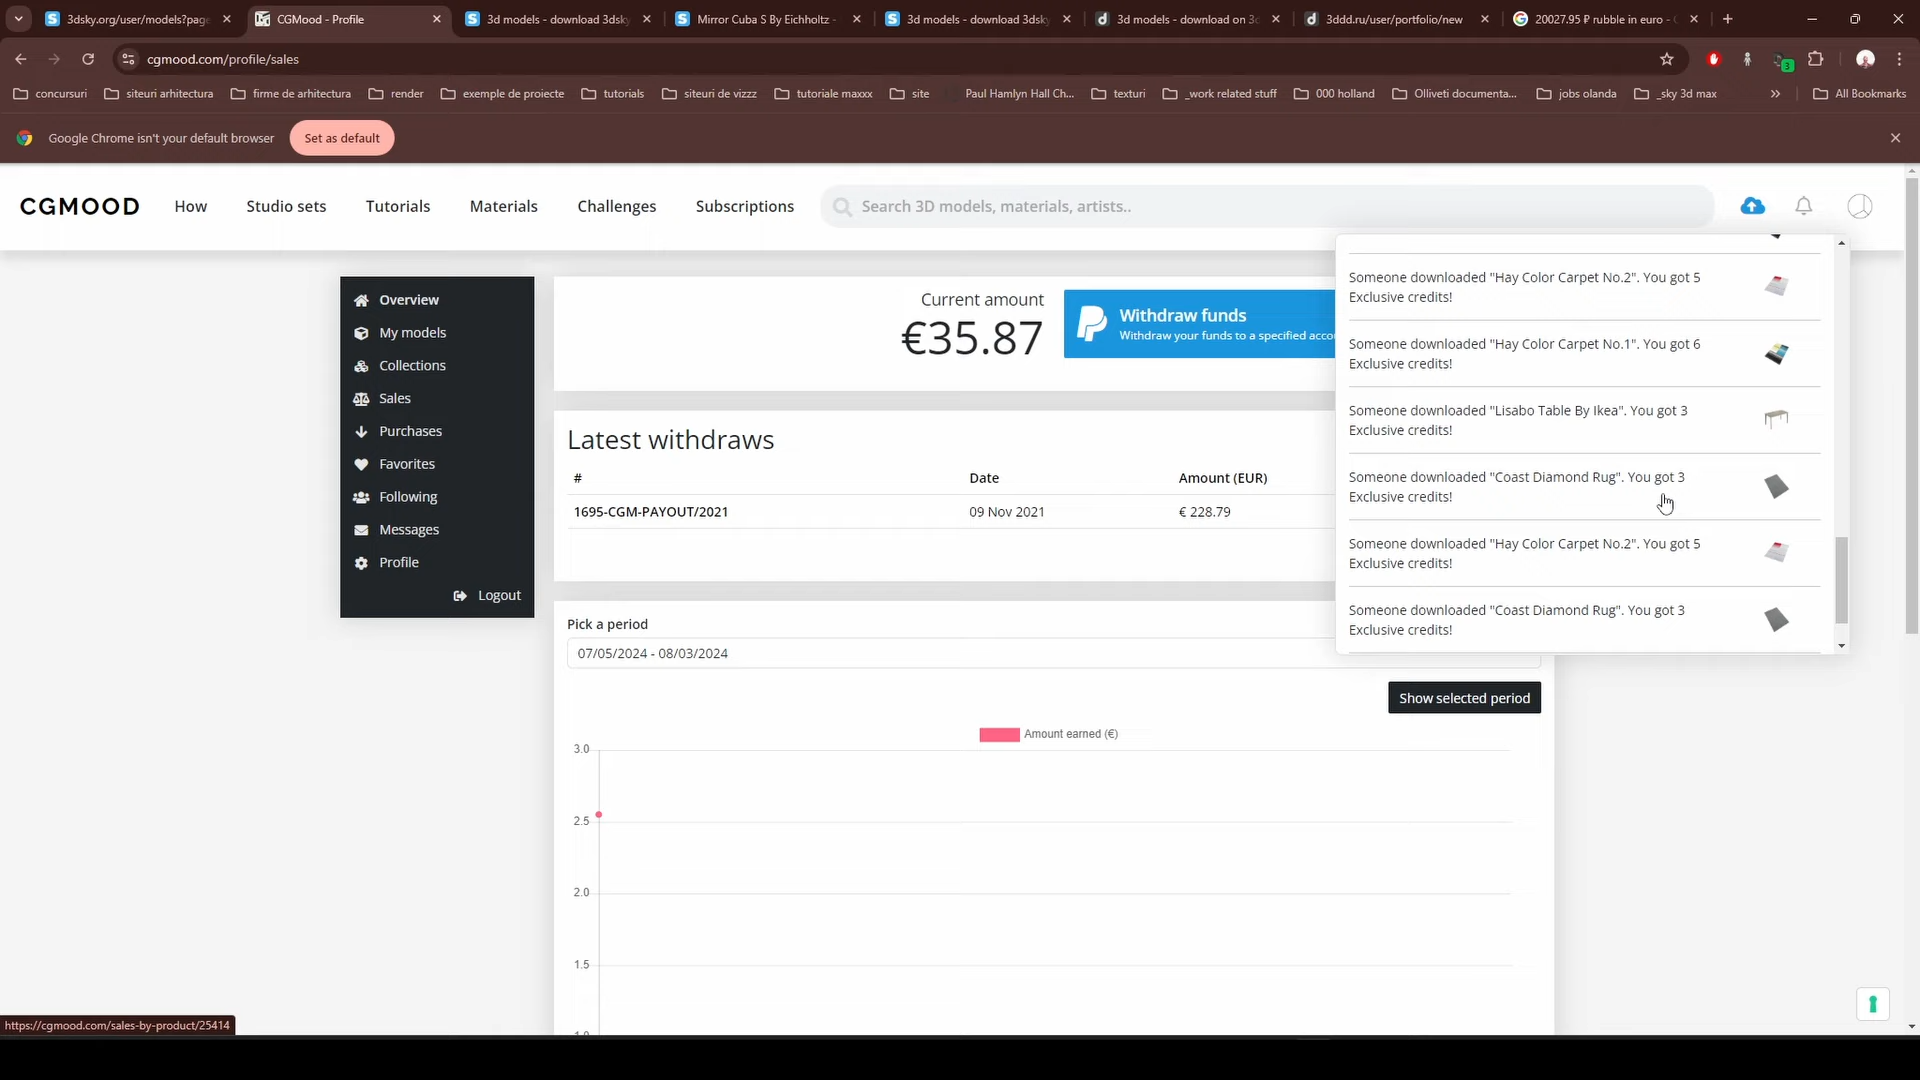 3dsky.org/user/models?page
CGMood - Profile
3d models - download 3dsky
Mirror Cuba S By Eichholtz -
3d models - download 3dsky
3d models - download on 3d
3ddd.ru/user/portfolio/new
20027.95 ₽ rubble in euro -
cgmood.com/profile/sales
3
concursuri
siteuri arhitectura
firme de arhitectura
render
exemple de proiecte
tutorials
siteuri de vizzz
tutoriale maxxx
site
Paul Hamlyn Hall Ch...
texturi
_work related stuff
000 holland
Olliveti documenta...
jobs olanda
_sky 3d max
»
All Bookmarks
Google Chrome isn't your default browser
Set as default
CGMOOD
How
Studio sets
Tutorials
Materials
Challenges
Subscriptions
Search 3D models, materials, artists..
Overview
My models
Collections
Sales
Purchases
Favorites
Following
Messages
Profile
Logout
Current amount
€35.87
Withdraw funds
Withdraw your funds to a specified acco
Latest withdraws
# Date Amount (EUR)
1695-CGM-PAYOUT/2021 09 Nov 2021 € 228.79
Pick a period
07/05/2024 - 08/03/2024
Show selected period
Amount earned (€)
3.0
2.5
2.0
1.5
1.0
Someone downloaded "Hay Color Carpet No.2". You got 5
Exclusive credits!
Someone downloaded "Hay Color Carpet No.1". You got 6
Exclusive credits!
Someone downloaded "Lisabo Table By Ikea". You got 3
Exclusive credits!
Someone downloaded "Coast Diamond Rug". You got 3
Exclusive credits!
Someone downloaded "Hay Color Carpet No.2". You got 5
Exclusive credits!
Someone downloaded "Coast Diamond Rug". You got 3
Exclusive credits!
https://cgmood.com/sales-by-product/25414